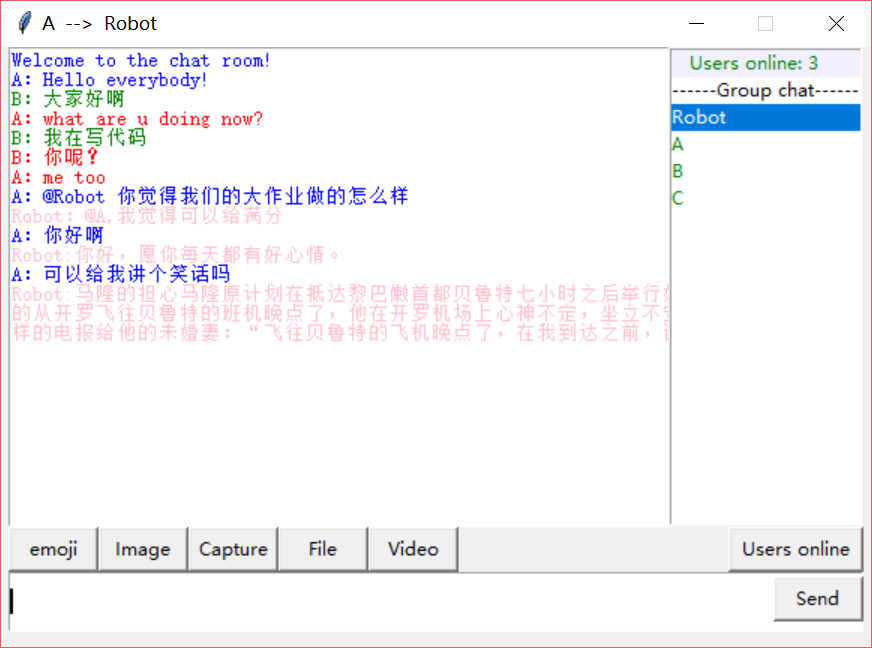 A --> Robot
Welcome to the chat room!
A: Hello everybody!
B: 大家好啊
A: what are u doing now?
B: 我在写代码
B: 你呢?
A: me too
A: @Robot 你觉得我们的大作业做的怎么样
Robot: @A,我觉得可以给满分
A: 你好啊
Robot:你好，愿你每天都有好心情。
A: 可以给我讲个笑话吗
Robot:马隆的担心马隆原计划在抵达黎巴嫩首都贝鲁特七小时之后举行
的从开罗飞往贝鲁特的班机晚点了，他在开罗机场上心神不定，坐立不
样的电报给他的未婚妻：“飞往贝鲁特的飞机晚点了，在我到达之前，
Users online: 3
------Group chat------
Robot
A
B
C
emoji Image Capture File Video Users online
Send